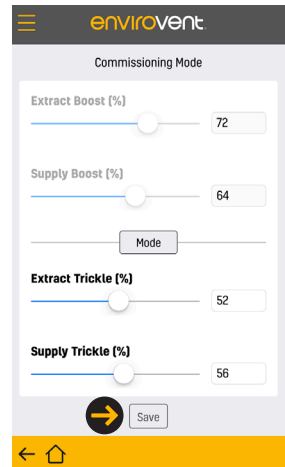 envirovent.
Commissioning Mode
Extract Boost (%)
72
Supply Boost (%)
64
Mode
Extract Trickle (%)
52
Supply Trickle (%)
56
Save